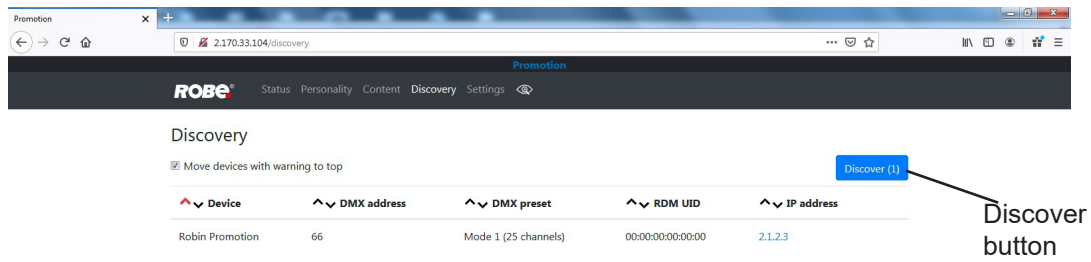 Promotion
2.170.33.104/discovery
Promotion
ROBE® Status Personality Content Discovery Settings
Discovery
Move devices with warning to top
Discover (1)
Device DMX address DMX preset RDM UID IP address
Robin Promotion 66 Mode 1 (25 channels) 00:00:00:00:00:00 2.1.2.3
Discover
button